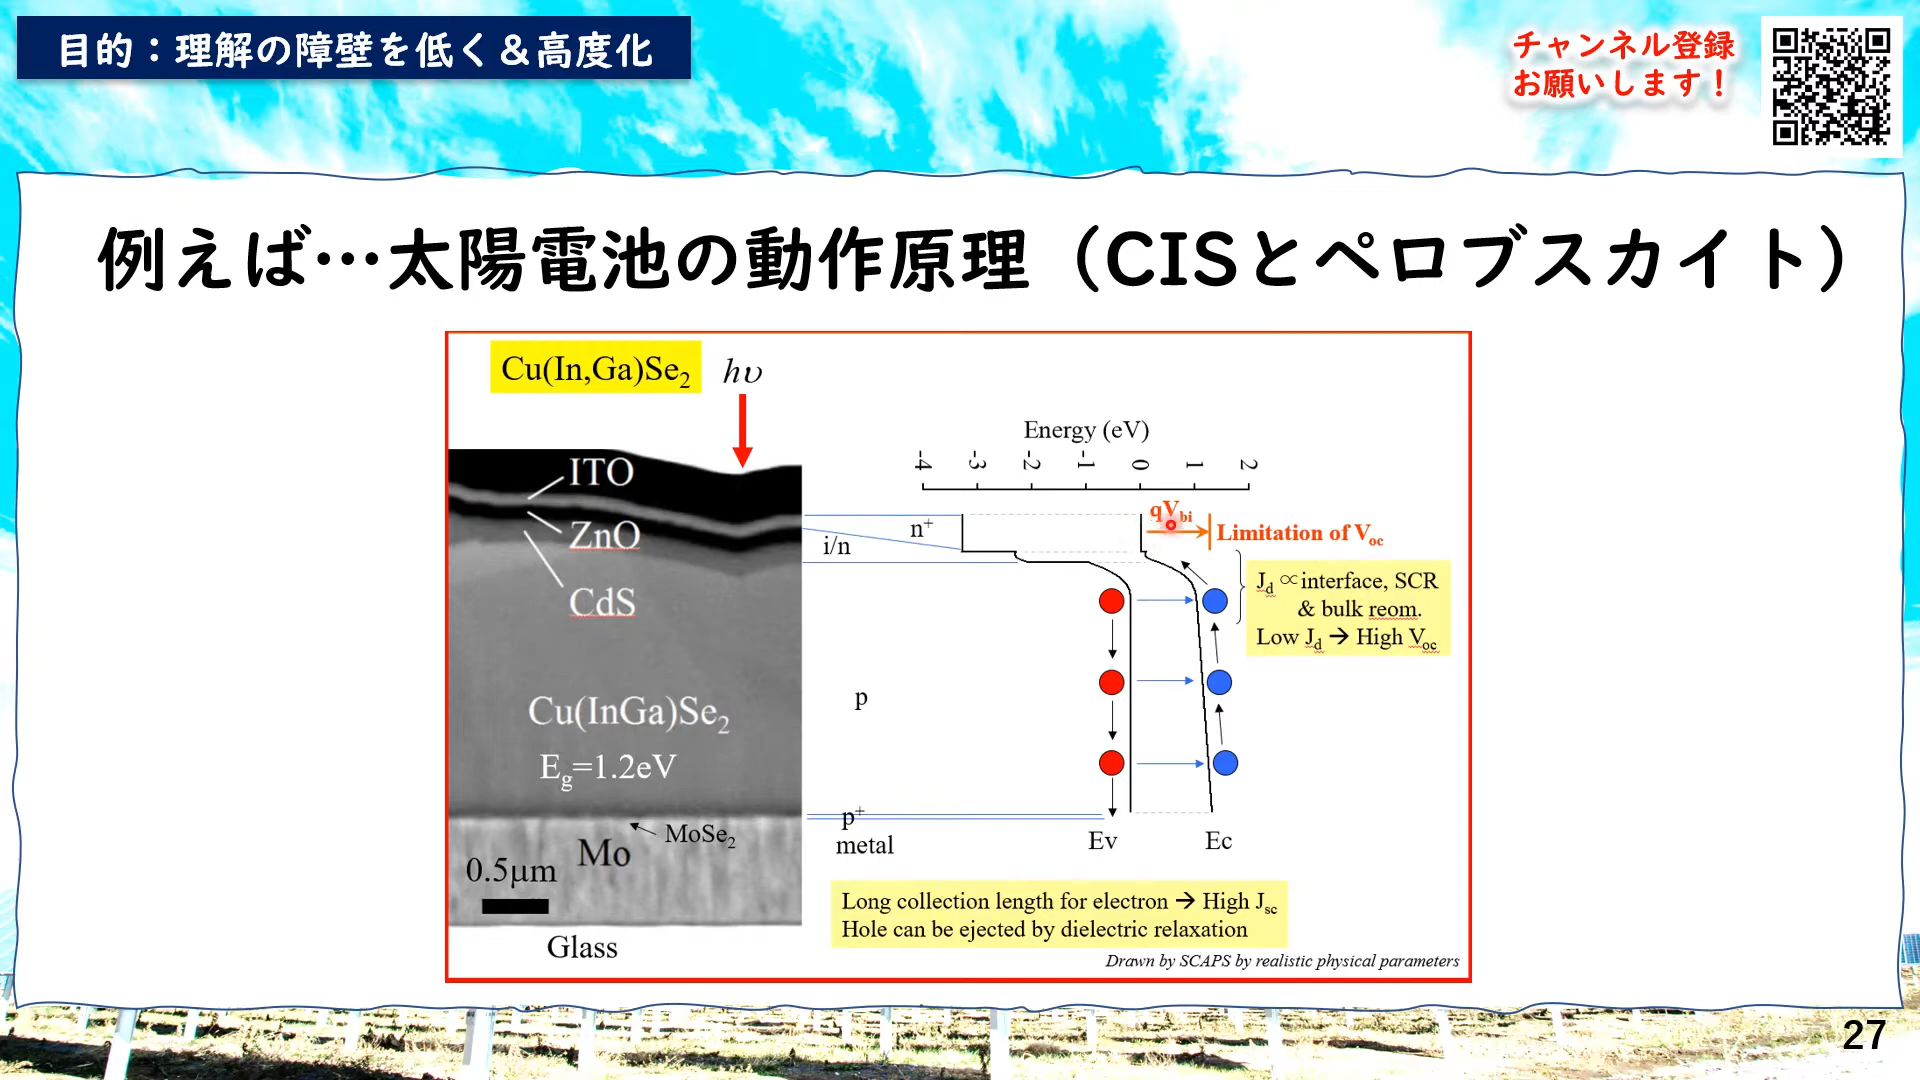 目的：理解の障壁を低く＆高度化
チャンネル登録
お願いします！
例えば…太陽電池の動作原理（CISとペロブスカイト）
Cu(In,Ga)Se2
hυ
ITO
ZnO
CdS
Cu(InGa)Se2
Eg=1.2eV
MoSe2
Mo
0.5μm
Glass
Energy (eV)
-4 -3 -2 -1 0 1 2
n+
i/n
p
p+
metal
qVbi
Limitation of Voc
Jd ∝interface, SCR
& bulk reom.
Low Jd → High Voc
Ev
Ec
Long collection length for electron → High Jsc
Hole can be ejected by dielectric relaxation
Drawn by SCAPS by realistic physical parameters
27